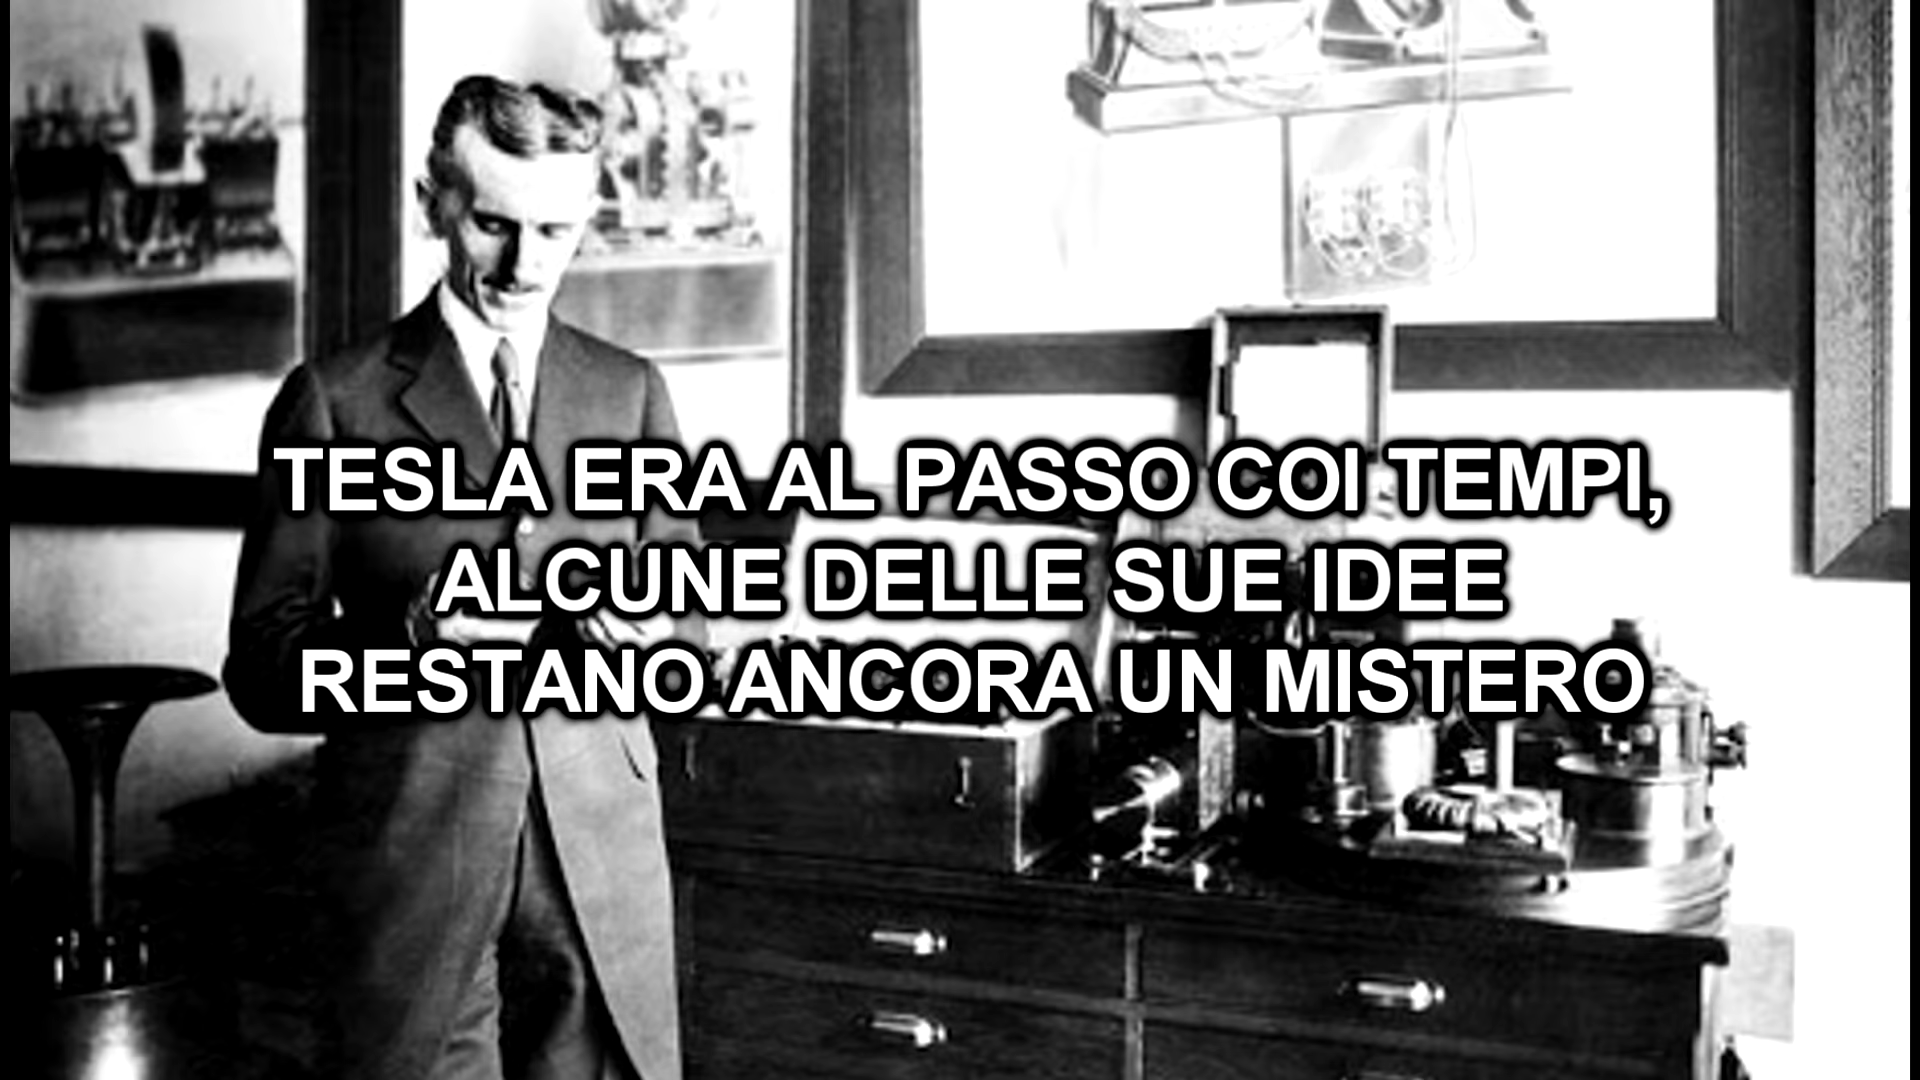 TESLA ERA AL PASSO COI TEMPI,
ALCUNE DELLE SUE IDEE
RESTANO ANCORA UN MISTERO